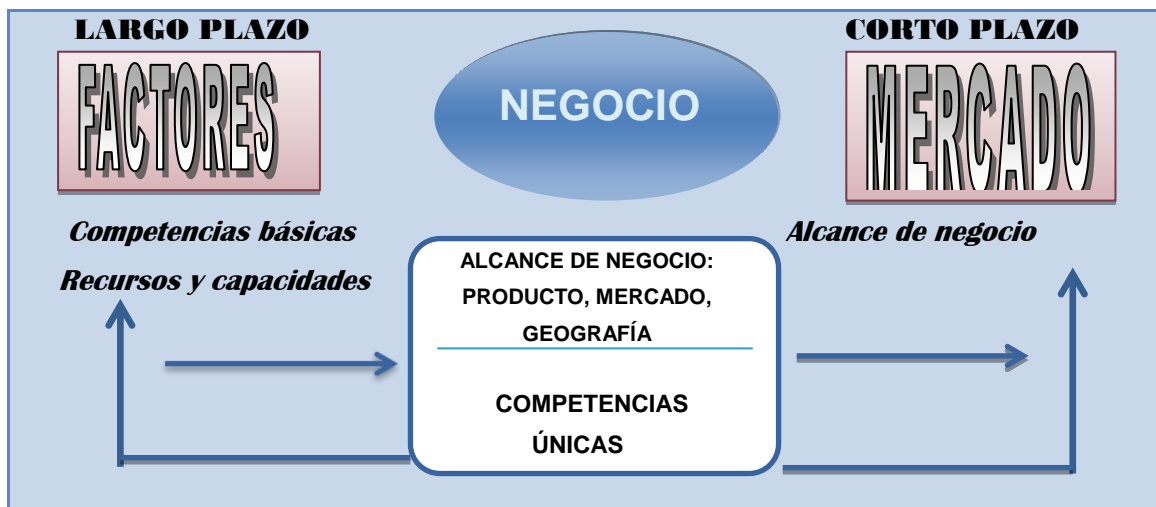 LARGO PLAZO
FACTORES
Competencias básicas
Recursos y capacidades
NEGOCIO
ALCANCE DE NEGOCIO:
PRODUCTO, MERCADO,
GEOGRAFÍA
COMPETENCIAS
ÚNICAS
CORTO PLAZO
MERCADO
Alcance de negocio